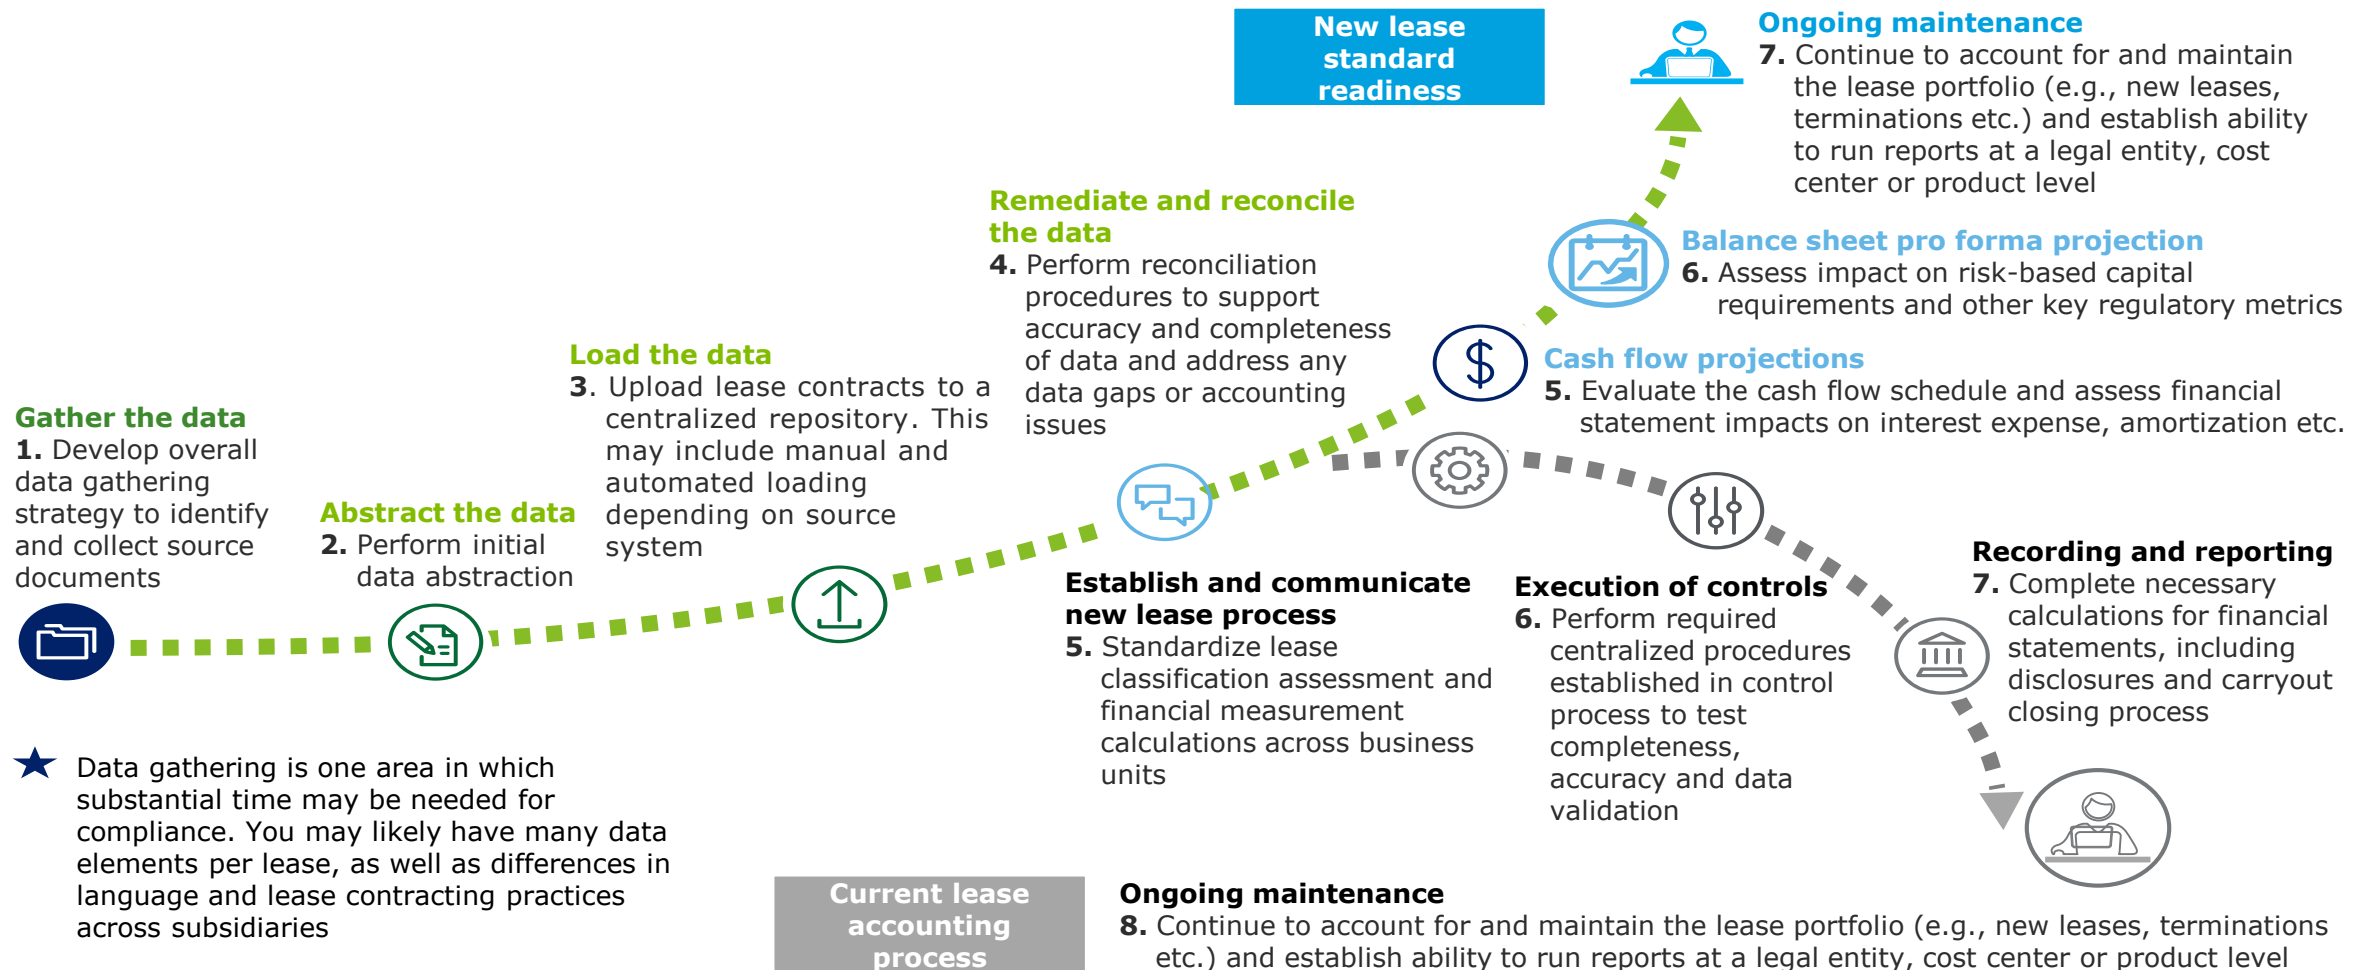 New lease
standard
readiness
Ongoing maintenance
7. Continue to account for and maintain
the lease portfolio (e.g., new leases,
terminations etc.) and establish ability
to run reports at a legal entity, cost
center or product level
Remediate and reconcile
the data
4. Perform reconciliation
procedures to support
accuracy and completeness
of data and address any
data gaps or accounting
issues
Balance sheet pro forma projection
6. Assess impact on risk-based capital
requirements and other key regulatory metrics
Load the data
3. Upload lease contracts to a
centralized repository. This
may include manual and
automated loading
depending on source
system
$
Cash flow projections
5. Evaluate the cash flow schedule and assess financial
statement impacts on interest expense, amortization etc.
Gather the data
1. Develop overall
data gathering
strategy to identify
and collect source
documents
Abstract the data
2. Perform initial
data abstraction
Establish and communicate
new lease process
5. Standardize lease
classification assessment and
financial measurement
calculations across business
units
Execution of controls
6. Perform required
centralized procedures
established in control
process to test
completeness,
accuracy and data
validation
Recording and reporting
7. Complete necessary
calculations for financial
statements, including
disclosures and carryout
closing process
Data gathering is one area in which
substantial time may be needed for
compliance. You may likely have many data
elements per lease, as well as differences in
language and lease contracting practices
across subsidiaries
Current lease
accounting
process
Ongoing maintenance
8. Continue to account for and maintain the lease portfolio (e.g., new leases, terminations
etc.) and establish ability to run reports at a legal entity, cost center or product level